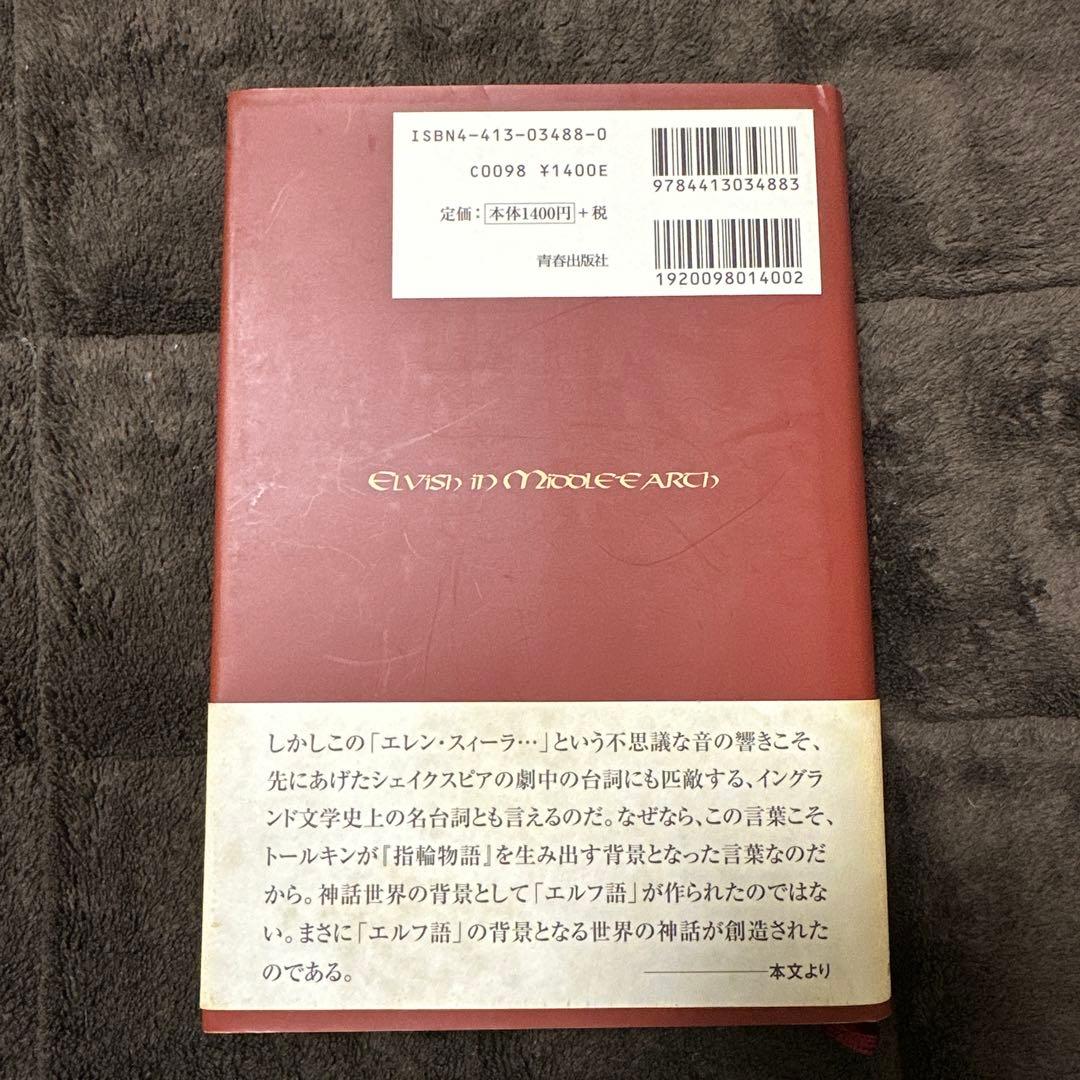 ISBN4-413-03488-0
C0098 ¥1400E
定価：本体1400円＋税
青春出版社
9784413034883
1920098014002
ELVISH IN MIDDLE-EARTH
しかしこの「エレン・スィーラ…」という不思議な音の響きこそ、
先にあげたシェイクスピアの劇中の台詞にも匹敵する、イングラ
ンド文学史上の名台詞とも言えるのだ。なぜなら、この言葉こそ、
トールキンが『指輪物語』を生み出す背景となった言葉なのだ
から。神話世界の背景として「エルフ語」が作られたのではな
い。まさに「エルフ語」の背景となる世界の神話が創造された
のである。
――本文より